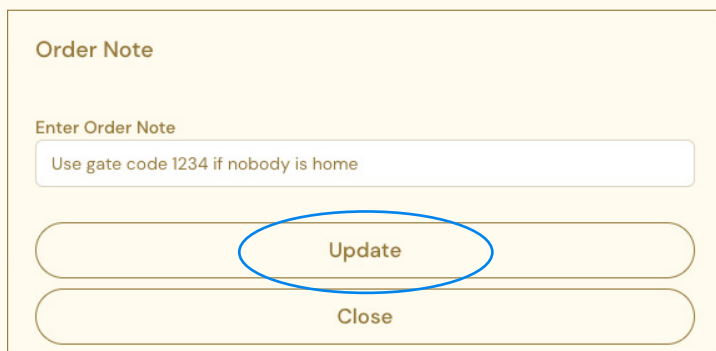 Order Note
Enter Order Note
Use gate code 1234 if nobody is home
Update
Close